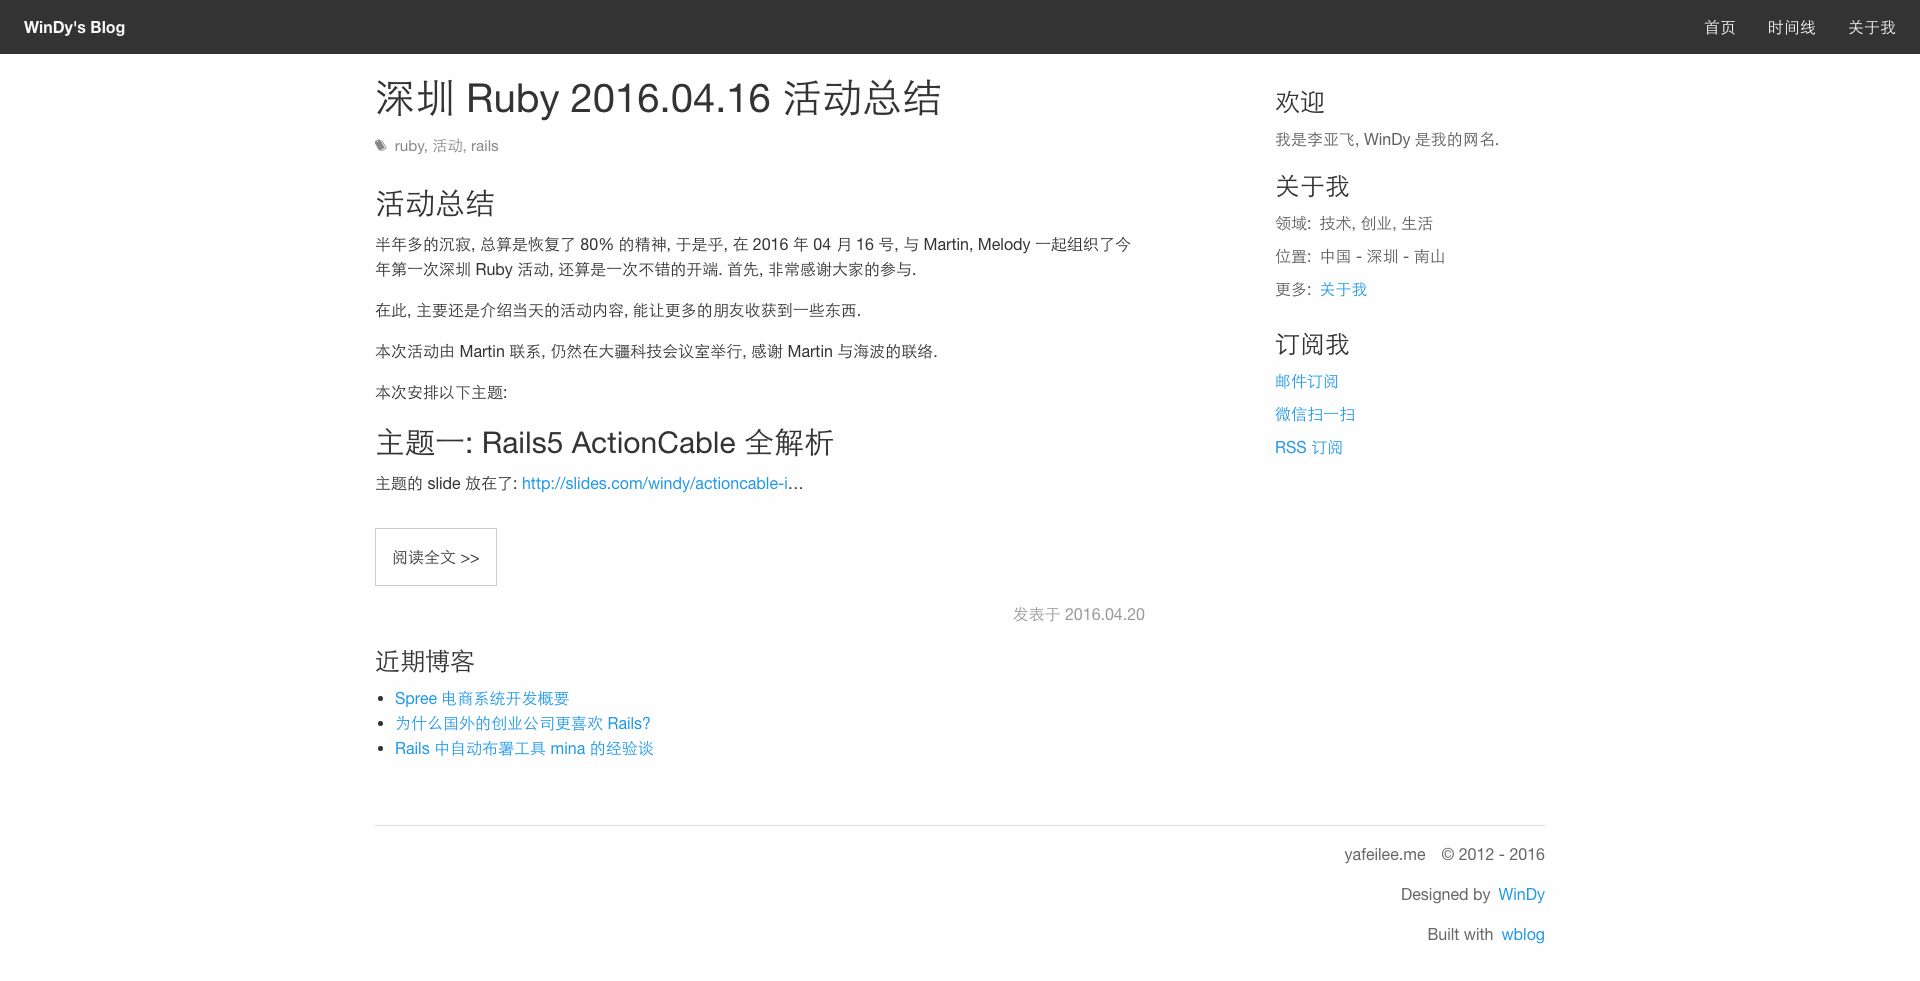 WinDy's Blog
首页
时间线
关于我
深圳 Ruby 2016.04.16 活动总结
ruby, 活动, rails
活动总结
半年多的沉寂, 总算是恢复了 80% 的精神, 于是乎, 在 2016 年 04 月 16 号, 与 Martin, Melody 一起组织了今
年第一次深圳 Ruby 活动, 还算是一次不错的开端. 首先, 非常感谢大家的参与.
在此, 主要还是介绍当天的活动内容, 能让更多的朋友收获到一些东西.
本次活动由 Martin 联系, 仍然在大疆科技会议室举行, 感谢 Martin 与海波的联络.
本次安排以下主题:
主题一: Rails5 ActionCable 全解析
主题的 slide 放在了: http://slides.com/windy/actioncable-i...
阅读全文 >>
发表于 2016.04.20
近期博客
Spree 电商系统开发概要
为什么国外的创业公司更喜欢 Rails?
Rails 中自动布署工具 mina 的经验谈
欢迎
我是李亚飞, WinDy 是我的网名.
关于我
领域: 技术, 创业, 生活
位置: 中国 - 深圳 - 南山
更多: 关于我
订阅我
邮件订阅
微信扫一扫
RSS 订阅
yafeilee.me © 2012 - 2016
Designed by WinDy
Built with wblog